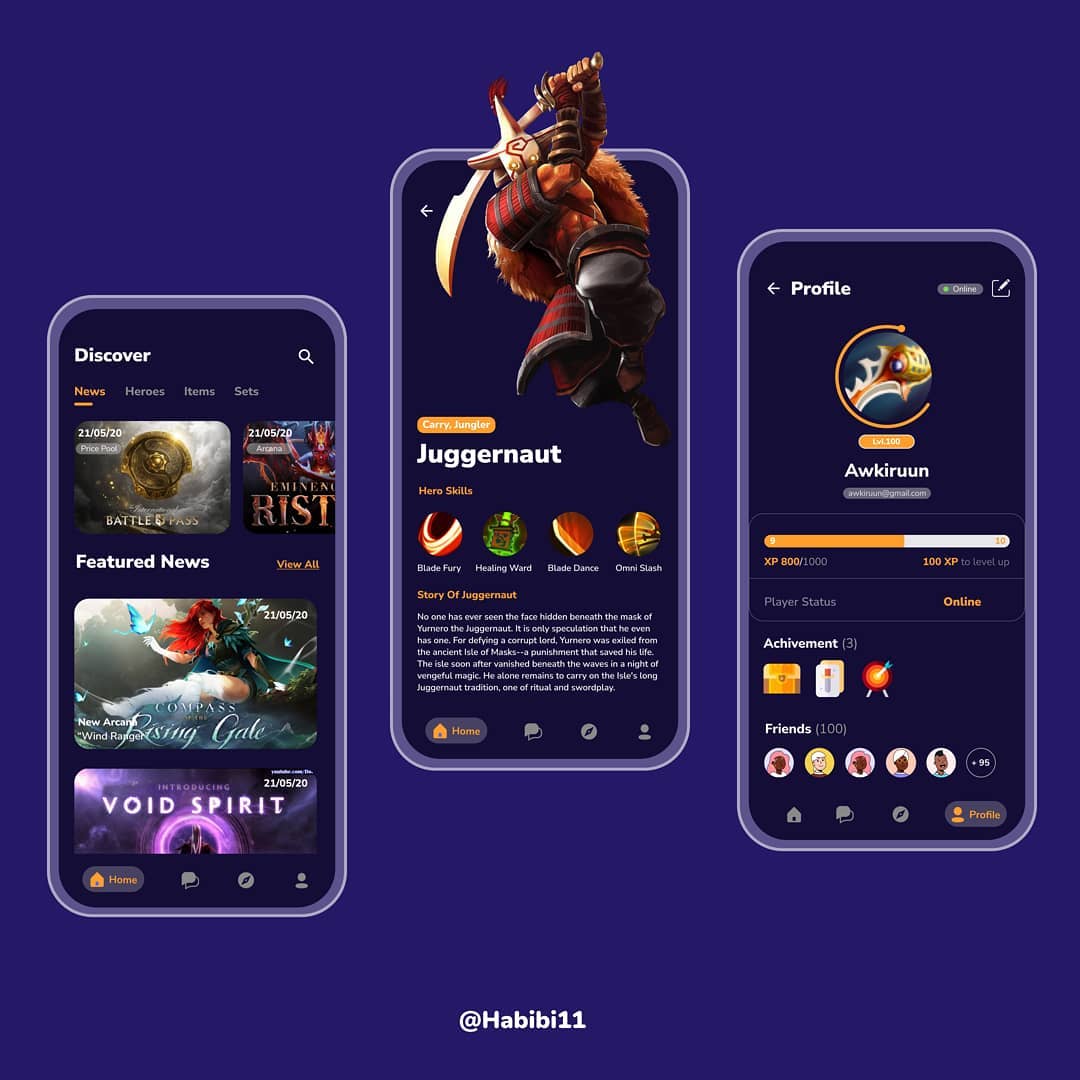 Discover
News Heroes Items Sets
21/05/20
Price Pool
The International
BATTLE PASS
21/05/20
Arcana
EMINENC
RIST
Featured News View All
21/05/20
COMPASS
OF THE
Rising Gale
New Arcana
“Wind Ranger”
21/05/20
INTRODUCING
VOID SPIRIT
Home
Carry, Jungler
Juggernaut
Hero Skills
Blade Fury Healing Ward Blade Dance Omni Slash
Story Of Juggernaut
No one has ever seen the face hidden beneath the mask of
Yurnero the Juggernaut. It is only speculation that he even
has one. For defying a corrupt lord, Yurnero was exiled from
the ancient Isle of Masks--a punishment that saved his life.
The isle soon after vanished beneath the waves in a night of
vengeful magic. He alone remains to carry on the Isle's long
Juggernaut tradition, one of ritual and swordplay.
Home
Profile
Online
Lvl.100
Awkiruun
awkiruun@gmail.com
9 10
XP 800/1000 100 XP to level up
Player Status Online
Achivement (3)
Friends (100)
+ 95
Profile
@Habibi11